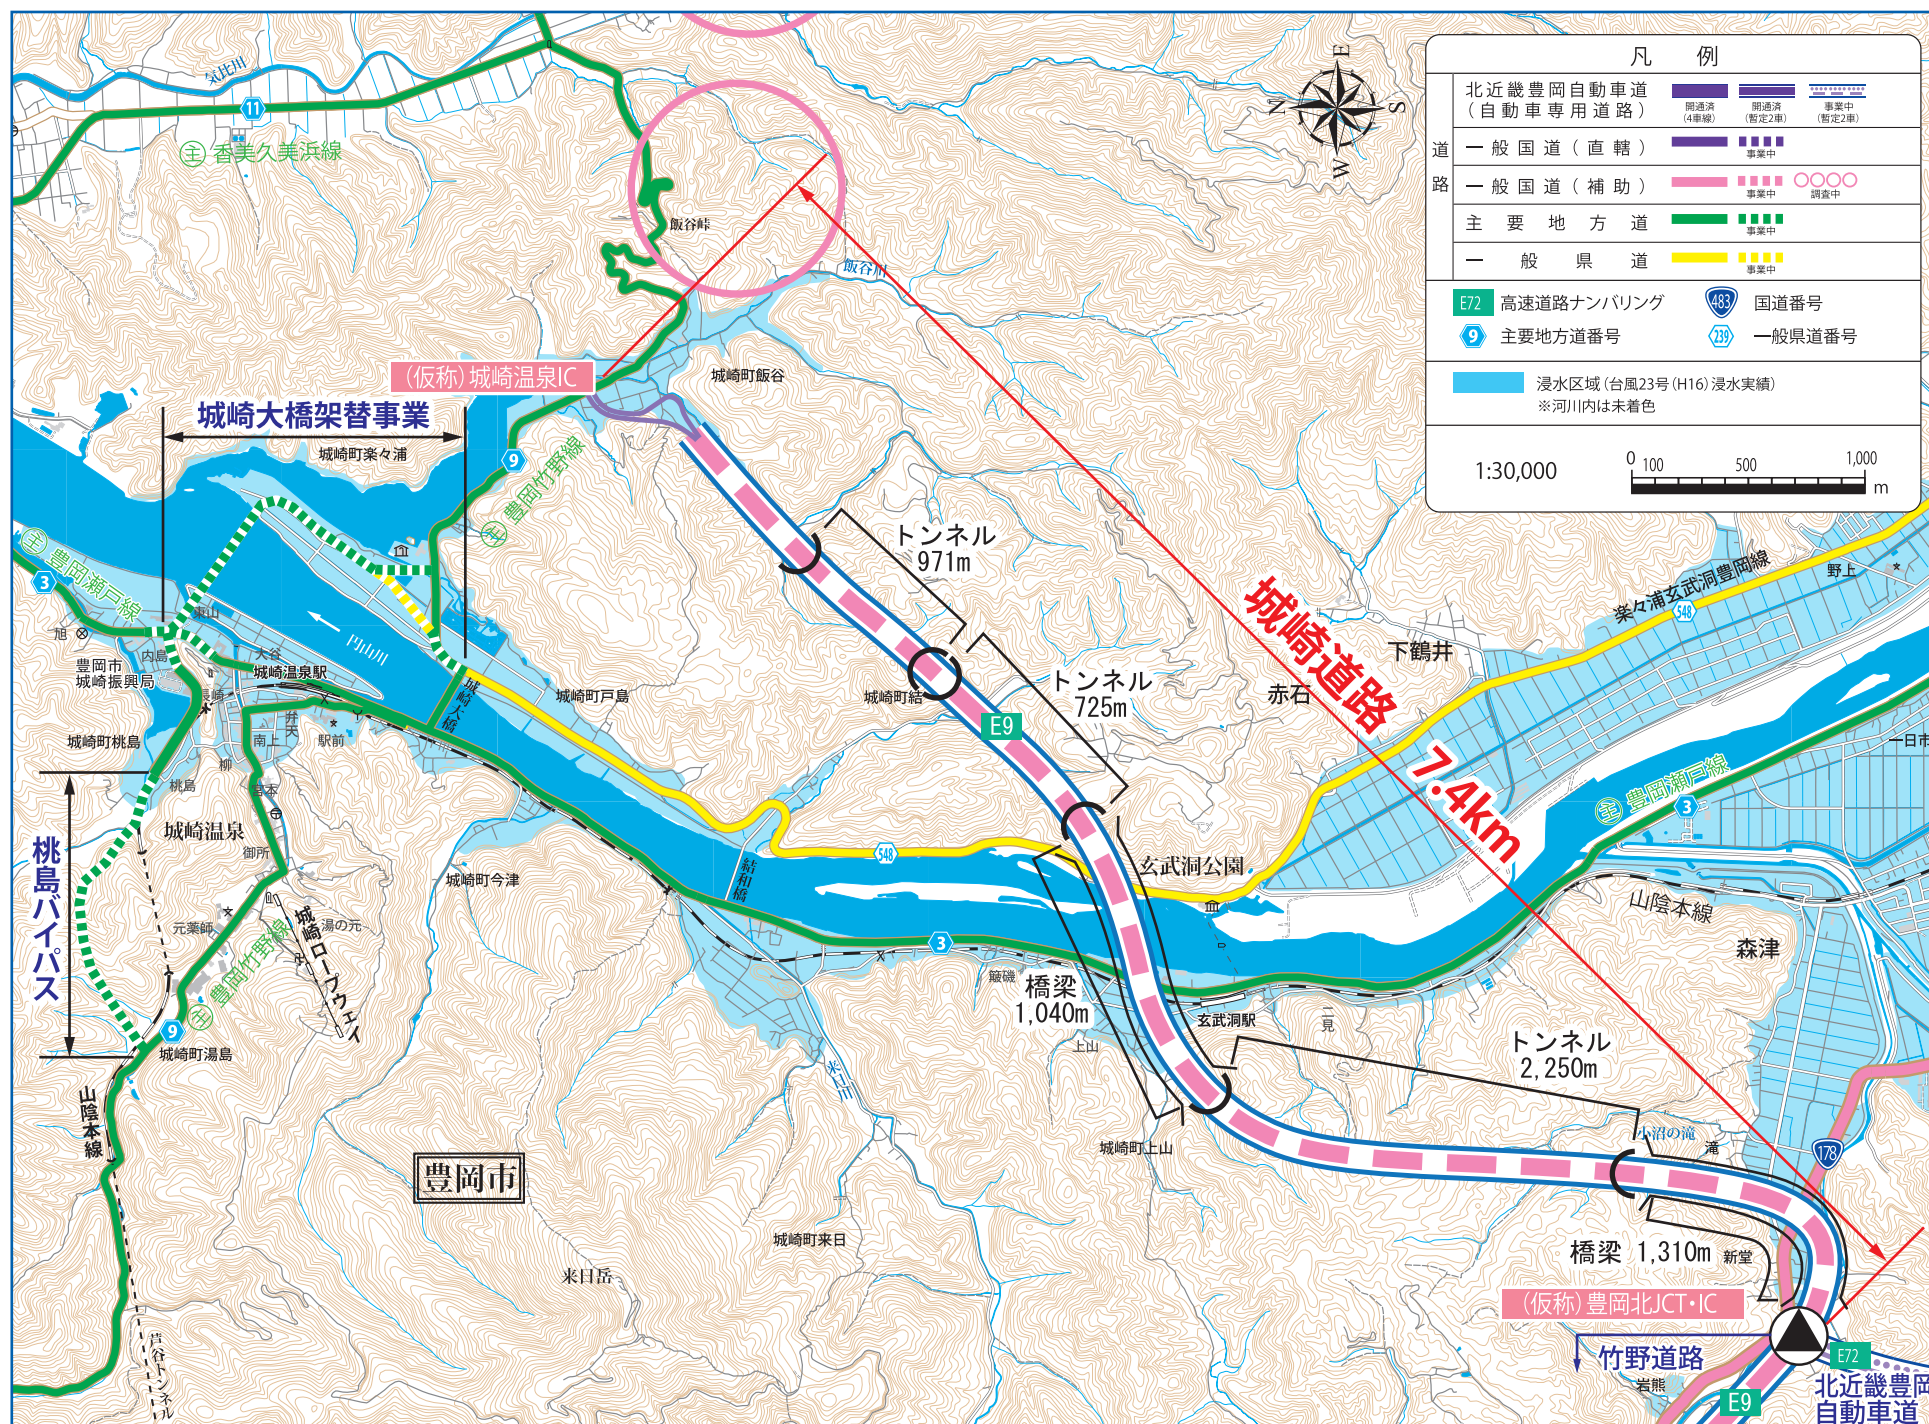 凡 例
道路
北近畿豊岡自動車道
(自動車専用道路)
開通済
(4車線)
開通済
(暫定2車)
事業中
(暫定2車)
一般国道(直轄)
事業中
一般国道(補助)
事業中
調査中
主要地方道
事業中
一般県道
事業中
E72 高速道路ナンバリング
483 国道番号
9 主要地方道番号
239 一般県道番号
浸水区域(台風23号(H16)浸水実績)
※河川内は未着色
1:30,000
0 100 500 1,000
m
N E S W
気比川
11
主 香美久美浜線
飯谷峠
飯谷川
(仮称)城崎温泉IC
城崎町飯谷
城崎大橋架替事業
城崎町楽々浦
9
主 豊岡竹野線
トンネル
971m
トンネル
725m
城崎道路 7.4km
楽々浦玄武洞豊岡線
548
野上
下鶴井
赤石
主 豊岡瀬戸線
3
旭
東山
内島
大谷
円山川
豊岡市
城崎振興局
城崎温泉駅
長崎
弁天
駅前
南上
柳
城崎大橋
城崎町戸島
城崎町結
E9
城崎町桃島
桃島
宮本
城崎温泉
御所
桃島バイパス
元薬師
湯の元
城崎ロープウェイ
主 豊岡竹野線
9
城崎町湯島
山陰本線
城崎町今津
結和橋
548
玄武洞公園
3
簸磯
橋梁
1,040m
上山
玄武洞駅
二見
主 豊岡瀬戸線
3
一日市
山陰本線
森津
トンネル
2,250m
来日川
城崎町上山
小沼の滝
滝
178
豊岡市
城崎町来日
来日岳
橋梁 1,310m
新堂
(仮称)豊岡北JCT・IC
竹野道路
岩熊
E72
E9
北近畿豊岡
自動車道
芦谷トンネル